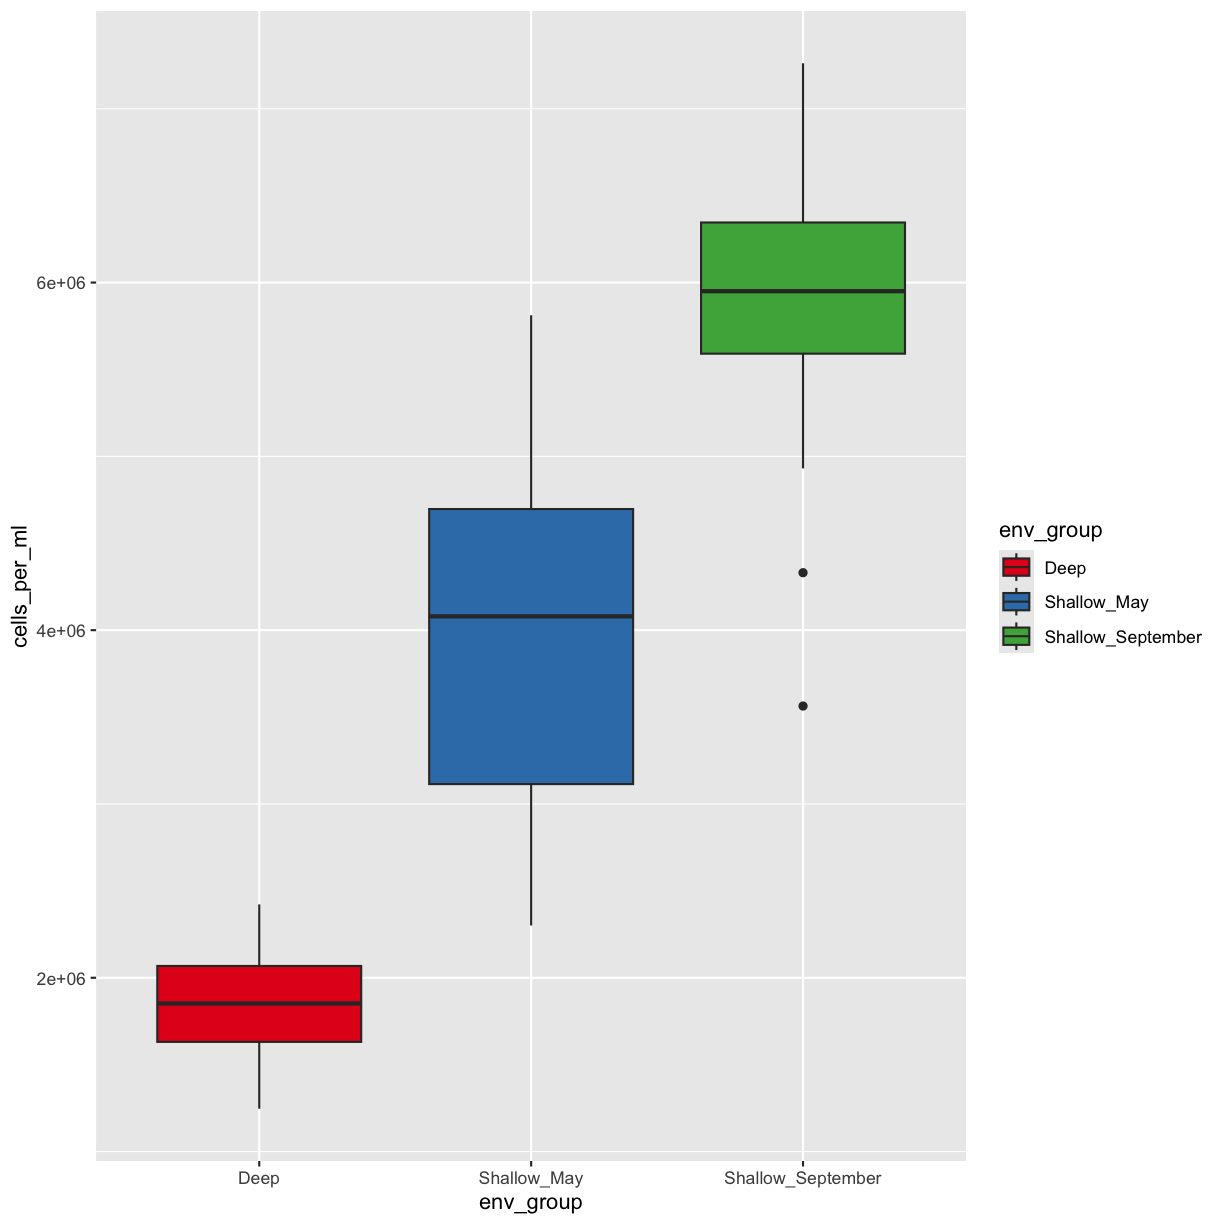 cells_per_ml
6e+06
4e+06
2e+06
Deep
Shallow_May
Shallow_September
env_group
env_group
Deep
Shallow_May
Shallow_September